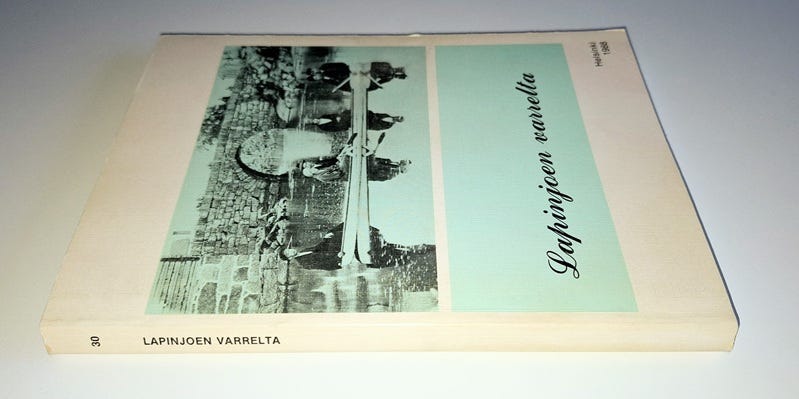 Lapinjoen varrelta
Helsinki
1988
30
LAPINJOEN VARRELTA